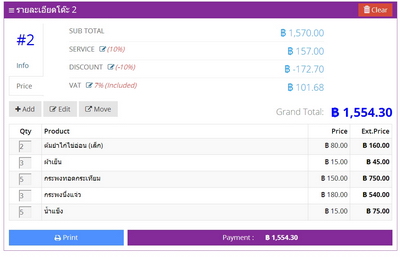 รายละเอียดโต๊ะ 2
Clear
#2
Info
Price
SUB TOTAL ฿ 1,570.00
SERVICE (10%) ฿ 157.00
DISCOUNT (-10%) ฿ -172.70
VAT 7% (Included) ฿ 101.68
Add Edit Move
Grand Total: ฿ 1,554.30
Qty Product Price Ext.Price
2 ต้มยำไก่ไข่อ่อน (เล็ก) ฿ 80.00 ฿ 160.00
3 ผ้าเย็น ฿ 15.00 ฿ 45.00
5 กระพงทอดกระเทียม ฿ 150.00 ฿ 750.00
3 กระพงนึ่งแจ่ว ฿ 180.00 ฿ 540.00
5 น้ำแข็ง ฿ 15.00 ฿ 75.00
Print
Payment : ฿ 1,554.30